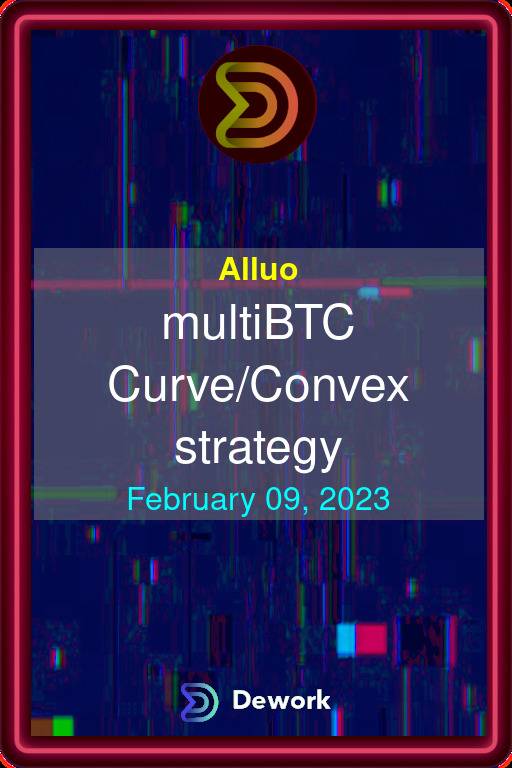 Alluo
multiBTC
Curve/Convex
strategy
February 09, 2023
Dework